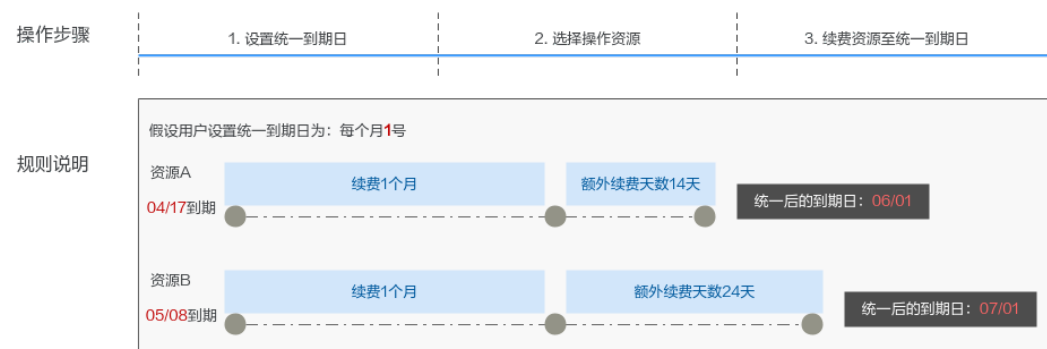 操作步骤
1. 设置统一到期日
2. 选择操作资源
3. 续费资源至统一到期日
规则说明
假设用户设置统一到期日为：每个月1号
资源A
04/17到期
续费1个月
额外续费天数14天
统一后的到期日：06/01
资源B
05/08到期
续费1个月
额外续费天数24天
统一后的到期日：07/01